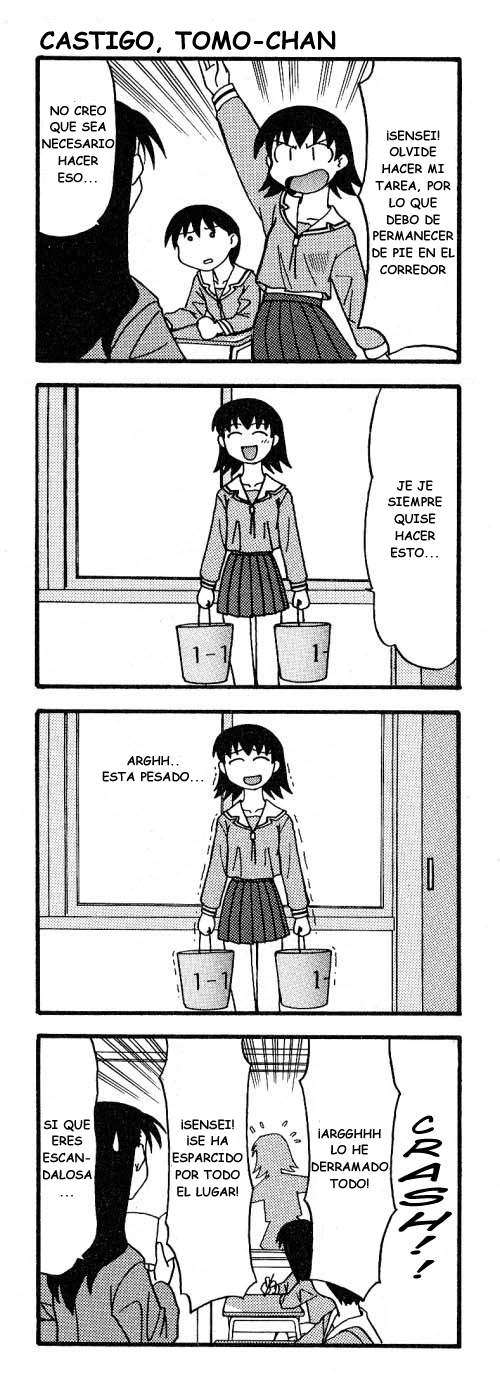 CASTIGO, TOMO-CHAN
¡SENSEI!
OLVIDE
HACER MI
TAREA, POR
LO QUE
DEBO DE
PERMANECER
DE PIE EN EL
CORREDOR
NO CREO
QUE SEA
NECESARIO
HACER
ESO...
JE JE
SIEMPRE
QUISE
HACER
ESTO...
1-1
1-
ARGHH..
ESTA PESADO...
1-1
1-
CRASH!!
¡ARGGHHH
LO HE
DERRAMADO
TODO!
¡SENSEI!
¡SE HA
ESPARCIDO
POR TODO
EL LUGAR!
SI QUE
ERES
ESCAN-
DALOSA
...